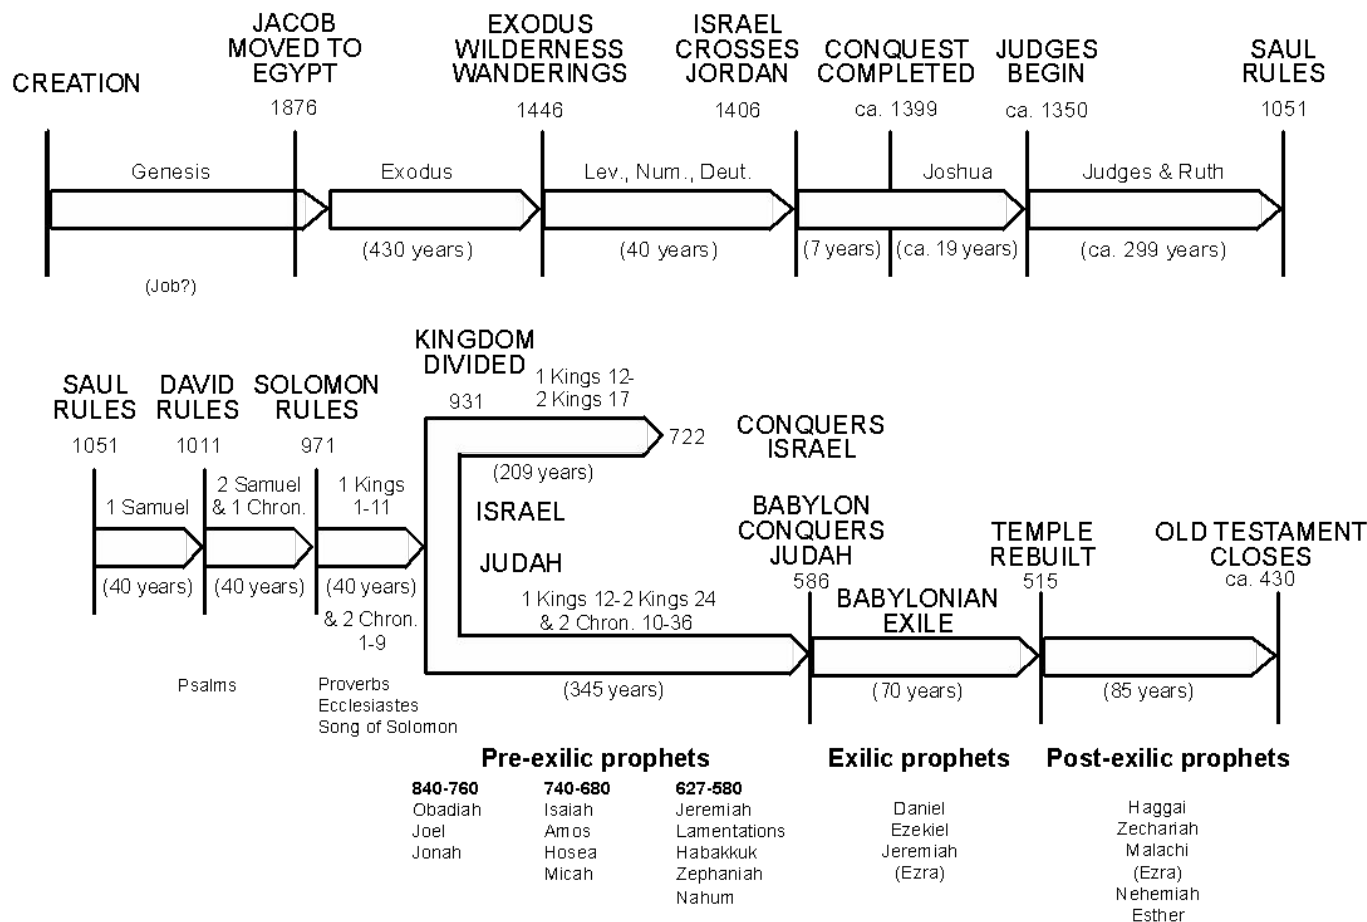 CREATION
JACOB
MOVED TO
EGYPT
1876
EXODUS
WILDERNESS
WANDERINGS
1446
ISRAEL
CROSSES
JORDAN
1406
CONQUEST
COMPLETED
ca. 1399
JUDGES
BEGIN
ca. 1350
SAUL
RULES
1051
Genesis
Exodus
Lev., Num., Deut.
Joshua
Judges & Ruth
(430 years)
(40 years)
(7 years)
(ca. 19 years)
(ca. 299 years)
(Job?)
SAUL
RULES
1051
DAVID
RULES
1011
SOLOMON
RULES
971
KINGDOM
DIVIDED
931
1 Kings 12-
2 Kings 17
722
CONQUERS
ISRAEL
(209 years)
1 Samuel
2 Samuel
& 1 Chron.
1 Kings
1-11
(40 years)
(40 years)
(40 years)
& 2 Chron.
1-9
ISRAEL
JUDAH
1 Kings 12-2 Kings 24
& 2 Chron. 10-36
(345 years)
BABYLON
CONQUERS
JUDAH
586
BABYLONIAN
EXILE
(70 years)
TEMPLE
REBUILT
515
(85 years)
OLD TESTAMENT
CLOSES
ca. 430
Psalms
Proverbs
Ecclesiastes
Song of Solomon
Pre-exilic prophets
840-760
Obadiah
Joel
Jonah
740-680
Isaiah
Amos
Hosea
Micah
627-580
Jeremiah
Lamentations
Habakkuk
Zephaniah
Nahum
Exilic prophets
Daniel
Ezekiel
Jeremiah
(Ezra)
Post-exilic prophets
Haggai
Zechariah
Malachi
(Ezra)
Nehemiah
Esther